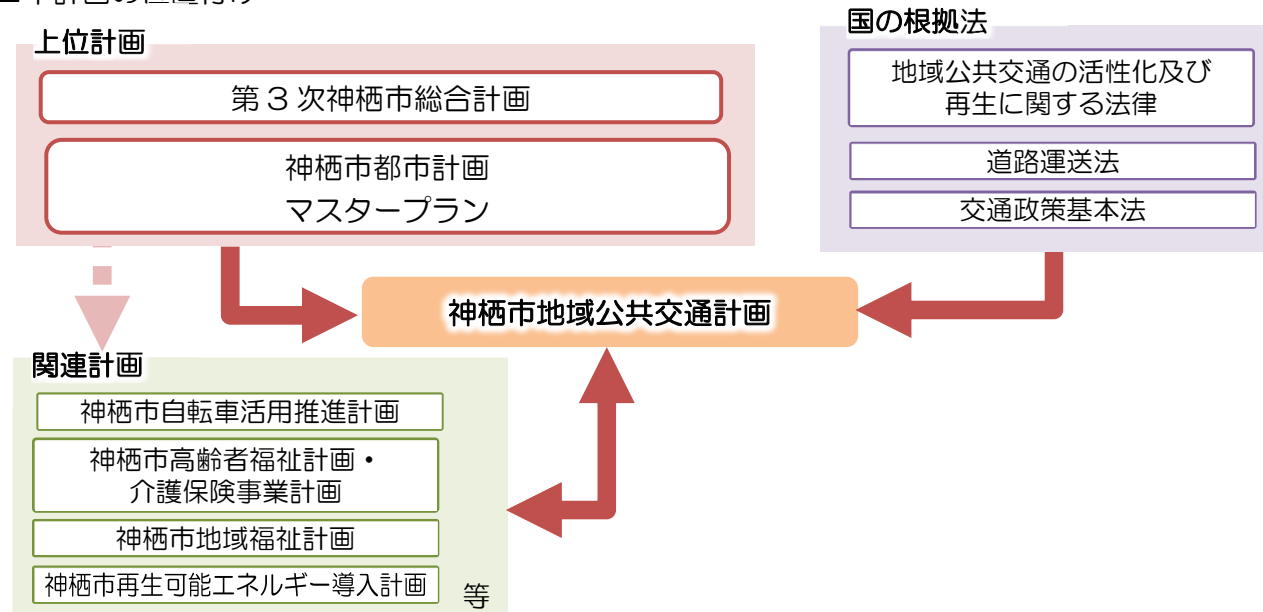 上位計画
第3次神栖市総合計画
神栖市都市計画
マスタープラン
国の根拠法
地域公共交通の活性化及び
再生に関する法律
道路運送法
交通政策基本法
神栖市地域公共交通計画
関連計画
神栖市自転車活用推進計画
神栖市高齢者福祉計画・
介護保険事業計画
神栖市地域福祉計画
神栖市再生可能エネルギー導入計画
等